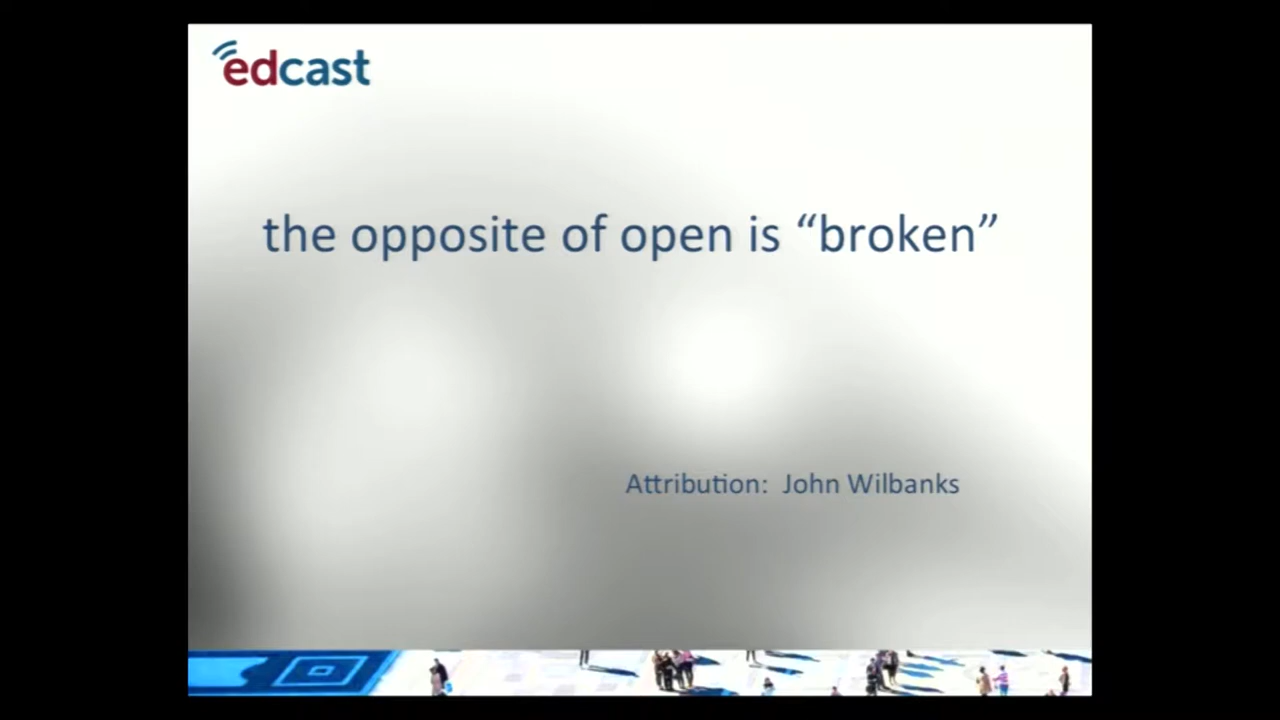 edcast
the opposite of open is “broken”
Attribution: John Wilbanks